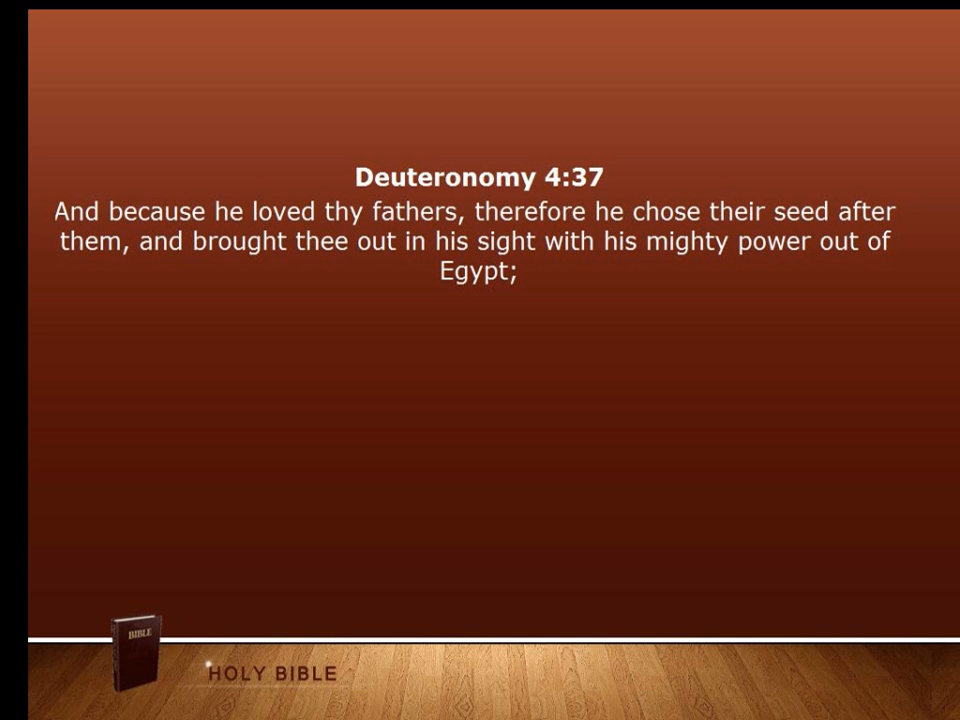 Deuteronomy 4:37
And because he loved thy fathers, therefore he chose their seed after
them, and brought thee out in his sight with his mighty power out of
Egypt;
BIBLE
HOLY BIBLE